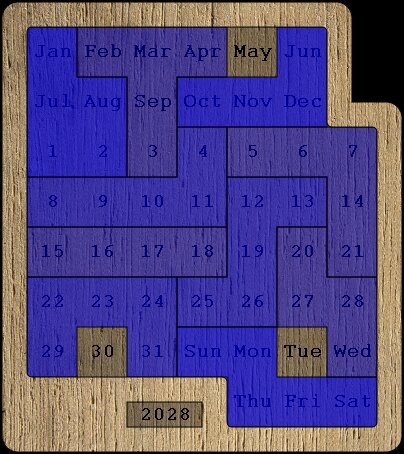 Jan Feb Mar Apr May Jun
Jul Aug Sep Oct Nov Dec
1 2 3 4 5 6 7
8 9 10 11 12 13 14
15 16 17 18 19 20 21
22 23 24 25 26 27 28
29 30 31 Sun Mon Tue Wed
Thu Fri Sat
2028